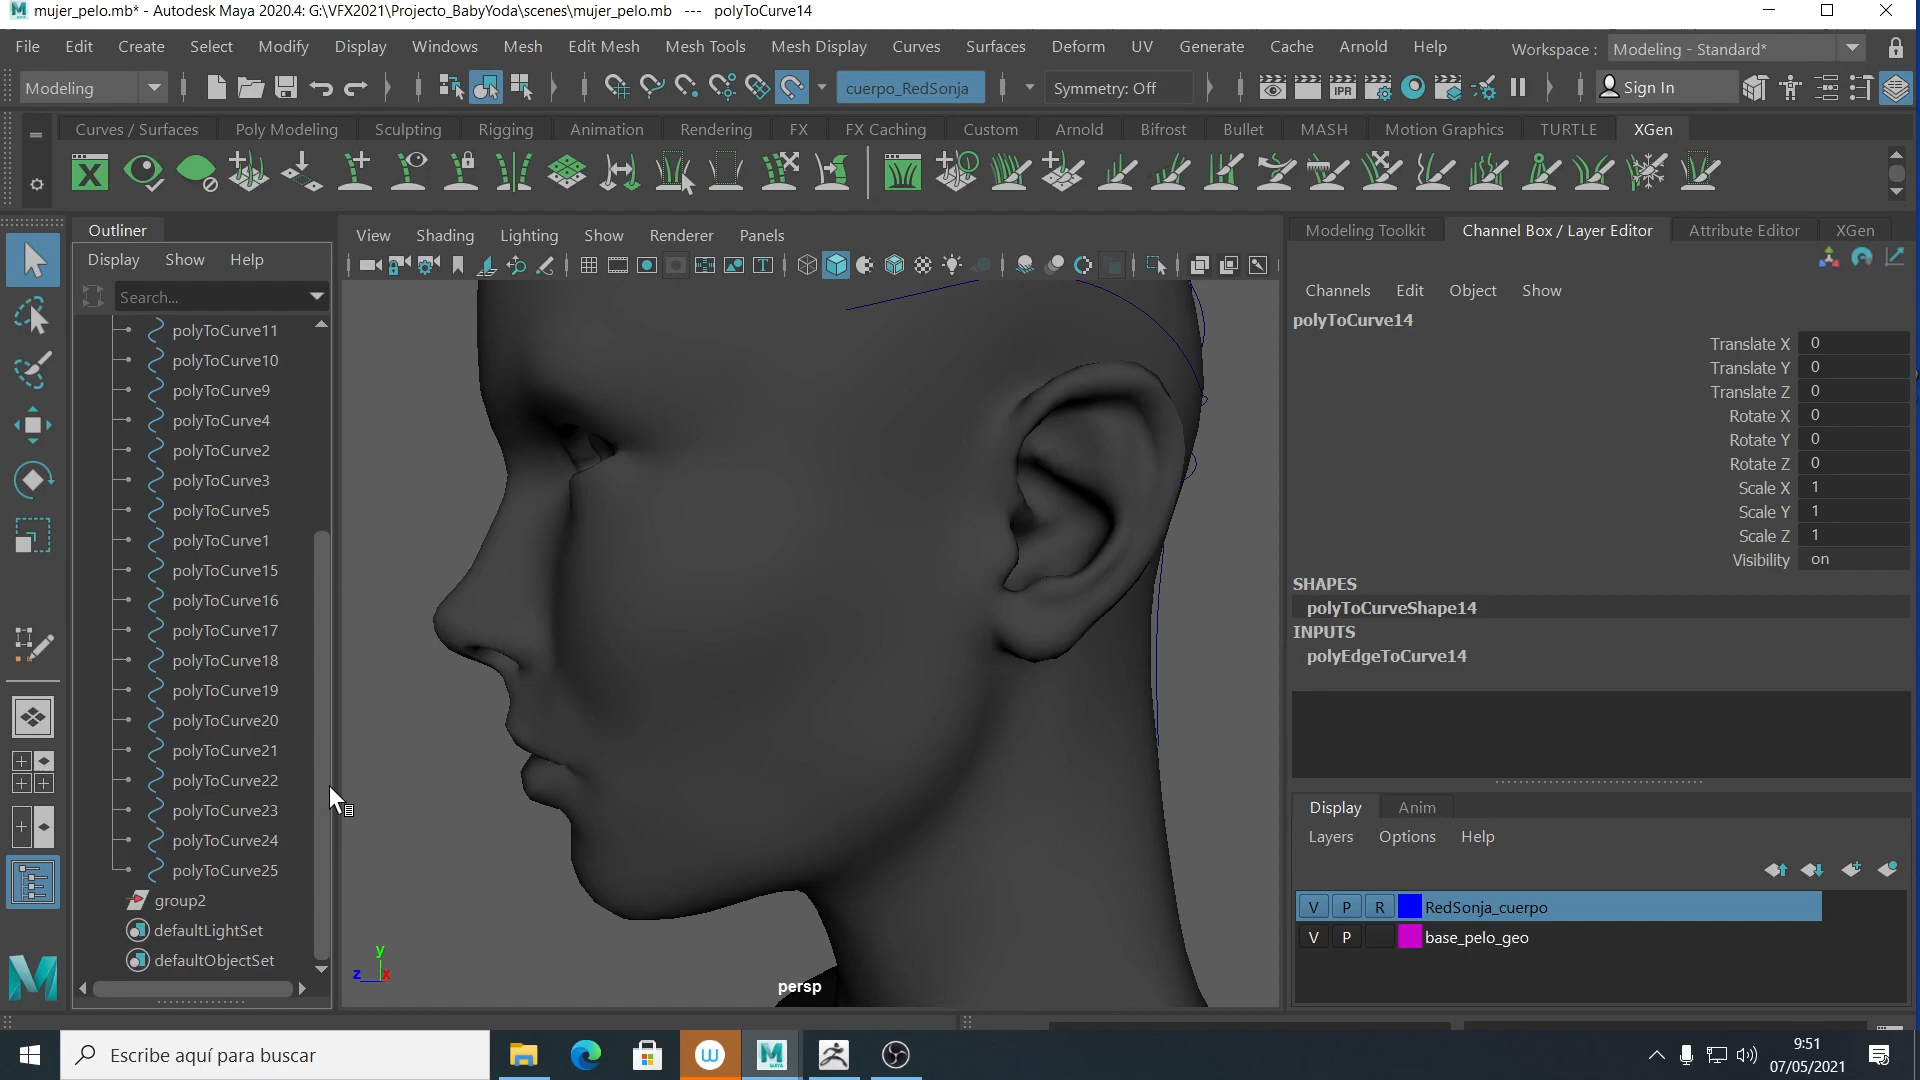 mujer_pelo.mb* - Autodesk Maya 2020.4: G:\VFX2021\Projecto_BabyYoda\scenes\mujer_pelo.mb --- polyToCurve14
File Edit Create Select Modify Display Windows Mesh Edit Mesh Mesh Tools Mesh Display Curves Surfaces Deform UV Generate Cache Arnold Help Workspace : Modeling - Standard*
Modeling cuerpo_RedSonja Symmetry: Off IPR Sign In
Curves / Surfaces Poly Modeling Sculpting Rigging Animation Rendering FX FX Caching Custom Arnold Bifrost Bullet MASH Motion Graphics TURTLE XGen
Outliner
Display Show Help
Search...
polyToCurve11
polyToCurve10
polyToCurve9
polyToCurve4
polyToCurve2
polyToCurve3
polyToCurve5
polyToCurve1
polyToCurve15
polyToCurve16
polyToCurve17
polyToCurve18
polyToCurve19
polyToCurve20
polyToCurve21
polyToCurve22
polyToCurve23
polyToCurve24
polyToCurve25
group2
defaultLightSet
defaultObjectSet
View Shading Lighting Show Renderer Panels
y
z x
persp
Modeling Toolkit Channel Box / Layer Editor Attribute Editor XGen
Channels Edit Object Show
polyToCurve14
Translate X 0
Translate Y 0
Translate Z 0
Rotate X 0
Rotate Y 0
Rotate Z 0
Scale X 1
Scale Y 1
Scale Z 1
Visibility on
SHAPES
polyToCurveShape14
INPUTS
polyEdgeToCurve14
Display Anim
Layers Options Help
V P R RedSonja_cuerpo
V P base_pelo_geo
Escribe aquí para buscar
9:51
07/05/2021